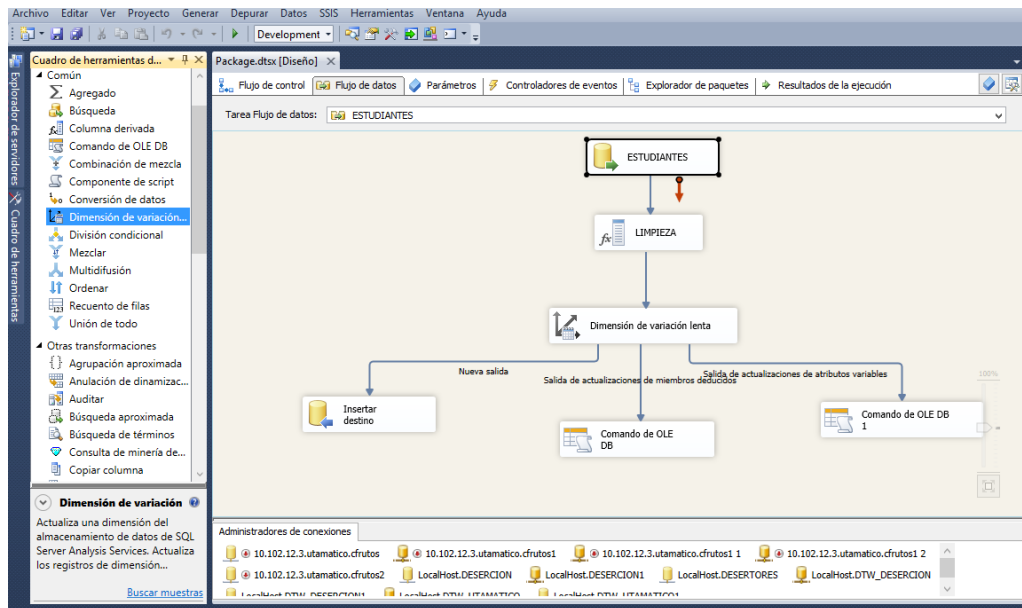 Archivo Editar Ver Proyecto Generar Depurar Datos SSIS Herramientas Ventana Ayuda
Development
Explorador de servidores
Cuadro de herramientas
Cuadro de herramientas d...
Común
Agregado
Búsqueda
Columna derivada
Comando de OLE DB
Combinación de mezcla
Componente de script
Conversión de datos
Dimensión de variación...
División condicional
Mezclar
Multidifusión
Ordenar
Recuento de filas
Unión de todo
Otras transformaciones
Agrupación aproximada
Anulación de dinamizac...
Auditar
Búsqueda aproximada
Búsqueda de términos
Consulta de minería de...
Copiar columna
Dimensión de variación
Actualiza una dimensión del
almacenamiento de datos de SQL
Server Analysis Services. Actualiza
los registros de dimensión...
Buscar muestras
Package.dtsx [Diseño]
Flujo de control Flujo de datos Parámetros Controladores de eventos Explorador de paquetes Resultados de la ejecución
Tarea Flujo de datos: ESTUDIANTES
ESTUDIANTES
LIMPIEZA
Dimensión de variación lenta
Nueva salida
Salida de actualizaciones de miembros deducidos
Salida de actualizaciones de atributos variables
100%
Insertar
destino
Comando de OLE
DB
Comando de OLE DB
1
Administradores de conexiones
10.102.12.3.utamatico.cfrutos 10.102.12.3.utamatico.cfrutos1 10.102.12.3.utamatico.cfrutos1 1 10.102.12.3.utamatico.cfrutos1 2
10.102.12.3.utamatico.cfrutos2 LocalHost.DESERCION LocalHost.DESERCION1 LocalHost.DESERTORES LocalHost.DTW_DESERCION
LocalHost.DTW_DESERCION1 LocalHost.DTW_UTAMATICO LocalHost.DTW_UTAMATICO1